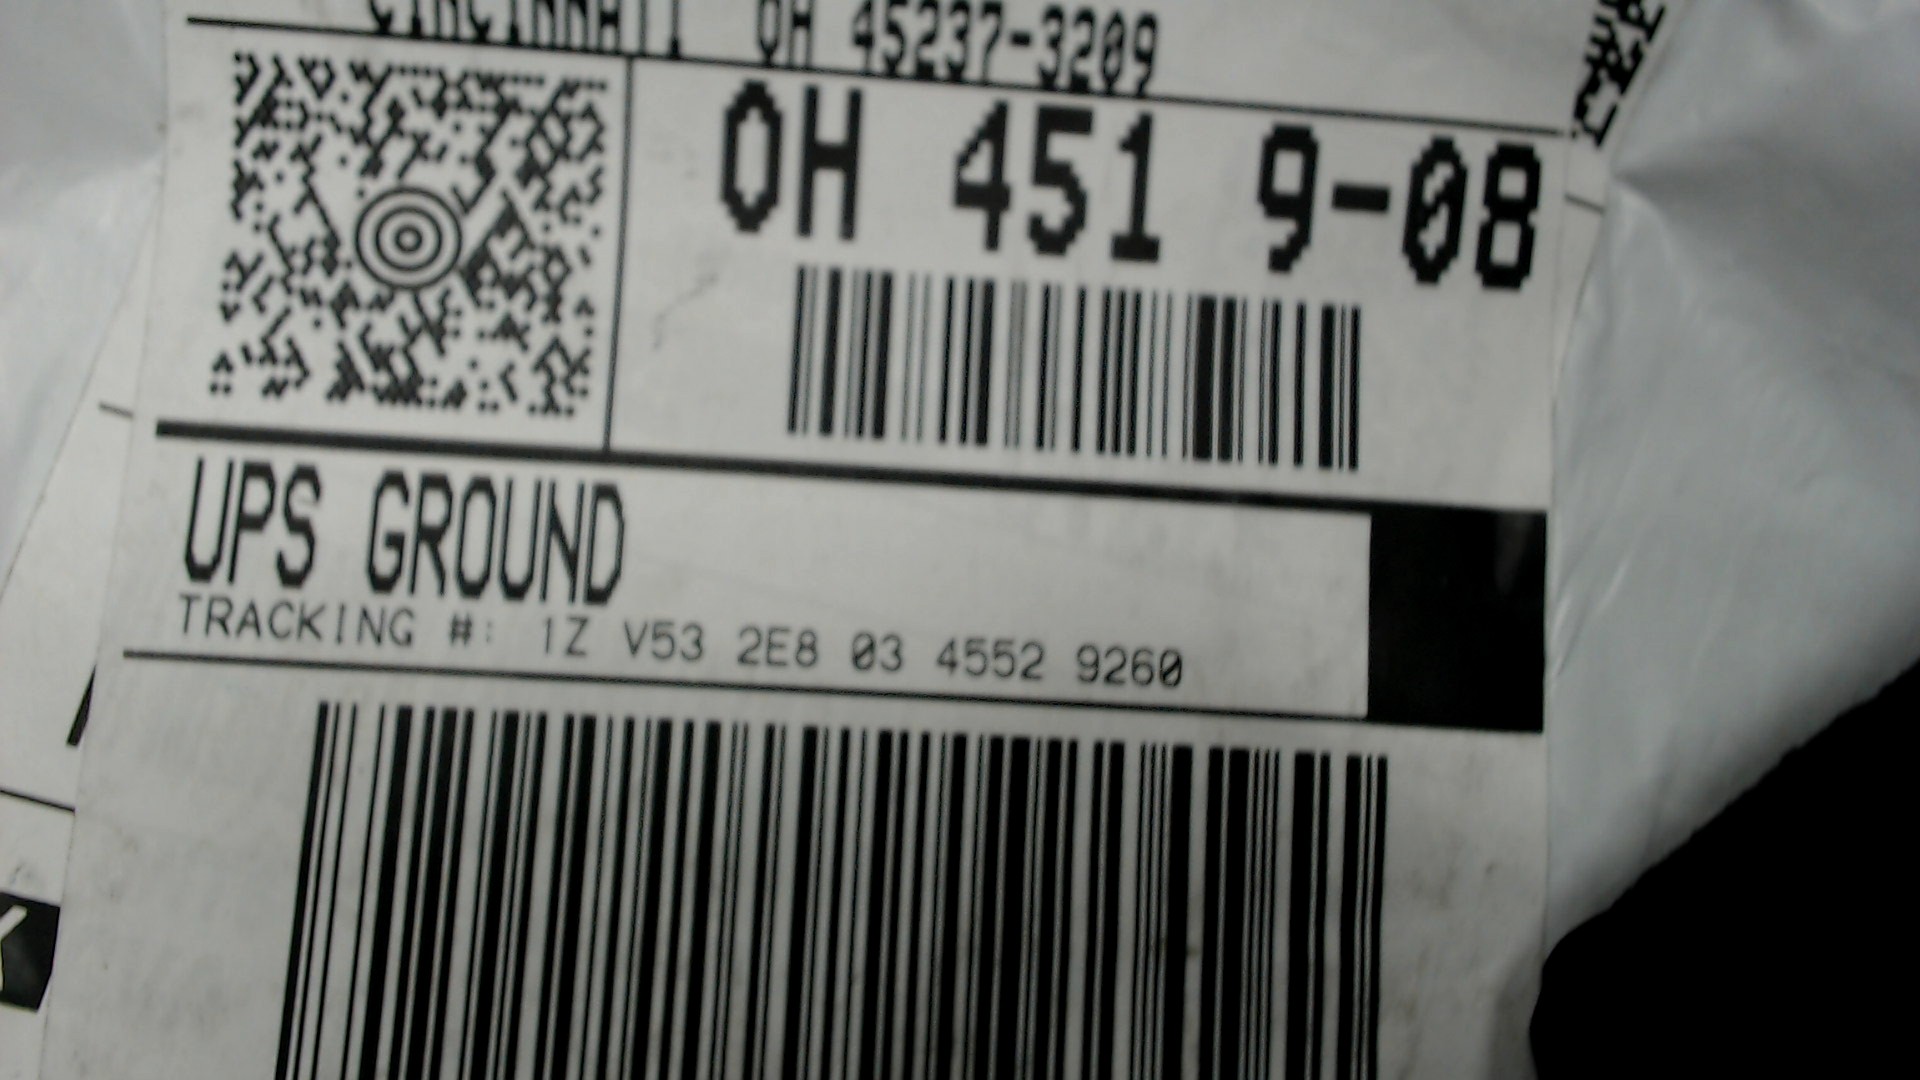 CINCINNATI OH 45237-3209
OH 451 9-08
UPS GROUND
TRACKING #: 1Z V53 2E8 03 4552 9260